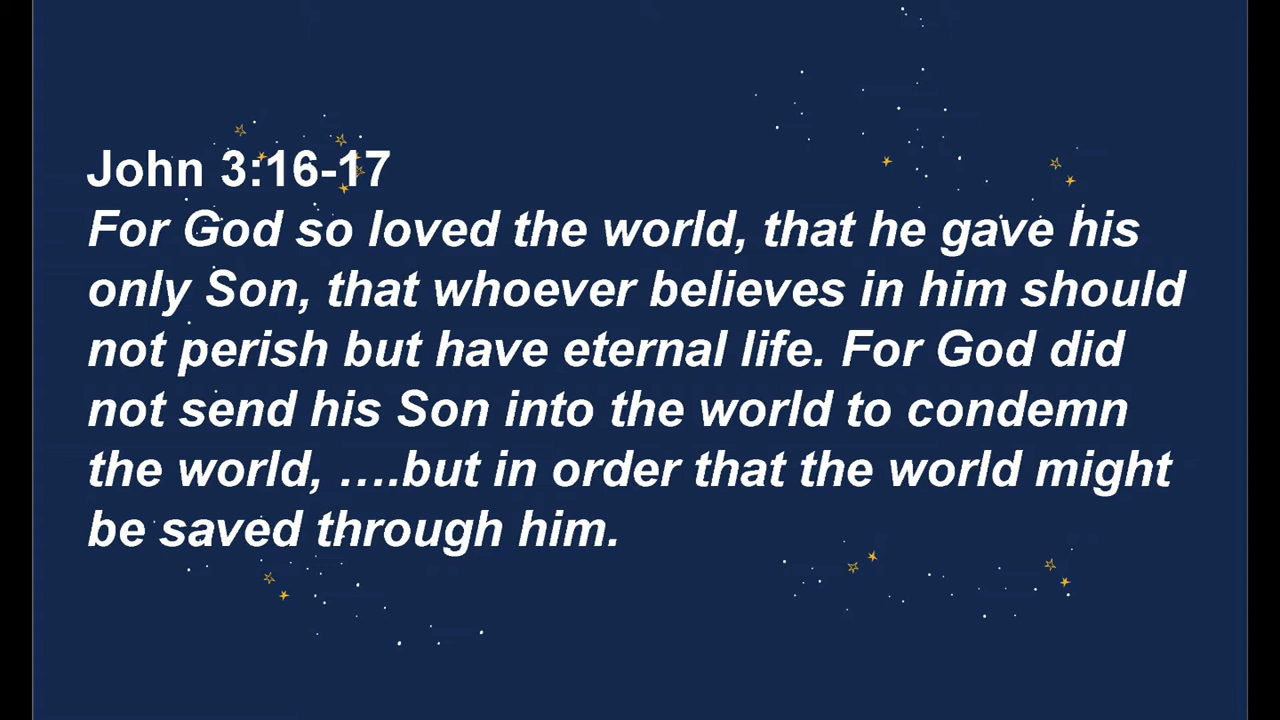 John 3:16-17
For God so loved the world, that he gave his
only Son, that whoever believes in him should
not perish but have eternal life. For God did
not send his Son into the world to condemn
the world, ….but in order that the world might
be saved through him.